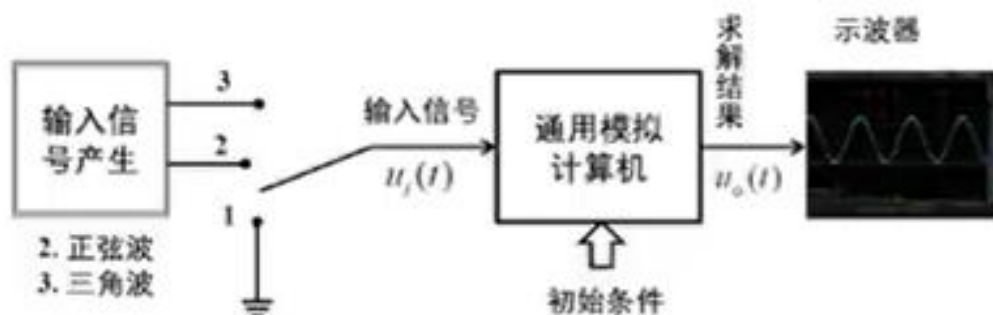 输入信
号产生
3
2
1
2. 正弦波
3. 三角波
输入信号
u_i(t)
通用模拟
计算机
初始条件
求解结果
u_o(t)
示波器